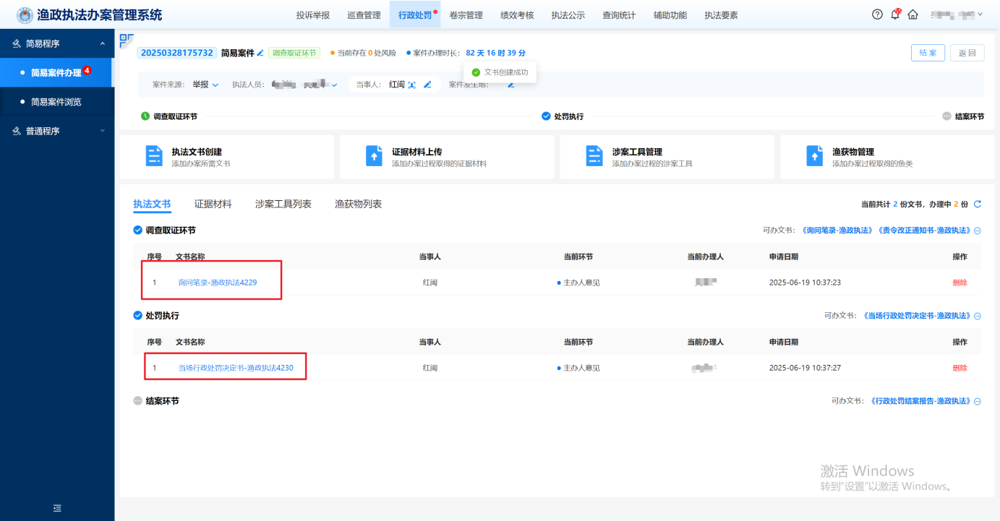 渔政执法办案管理系统 投诉举报 巡查管理 行政处罚 卷宗管理 绩效考核 执法公示 查询统计 辅助功能 执法要素
简易程序
简易案件办理 4
简易案件浏览
普通程序
20250328175732 简易案件 调查取证环节 当前存在 0 处风险 案件办理时长: 82 天 16 时 39 分 结案 返回
文书创建成功
案件来源: 举报 执法人员: 当事人: 红闽 案件发生地:
调查取证环节 处罚执行 结案环节
执法文书创建 证据材料上传 涉案工具管理 渔获物管理
添加办案所需文书 添加办案过程取得的证据材料 添加办案过程的涉案工具 添加办案过程取得的鱼类
执法文书 证据材料 涉案工具列表 渔获物列表 当前共计 2 份文书, 办理中 2 份
调查取证环节 可办文书: 《询问笔录-渔政执法》 《责令改正通知书-渔政执法》
序号 文书名称 当事人 当前环节 当前办理人 申请日期 操作
1 询问笔录-渔政执法4229 红闽 主办人意见 2025-06-19 10:37:23 删除
处罚执行 可办文书: 《当场行政处罚决定书-渔政执法》
序号 文书名称 当事人 当前环节 当前办理人 申请日期 操作
1 当场行政处罚决定书-渔政执法4230 红闽 主办人意见 2025-06-19 10:37:27 删除
结案环节 可办文书: 《行政处罚结案报告-渔政执法》
激活 Windows
转到"设置"以激活 Windows。